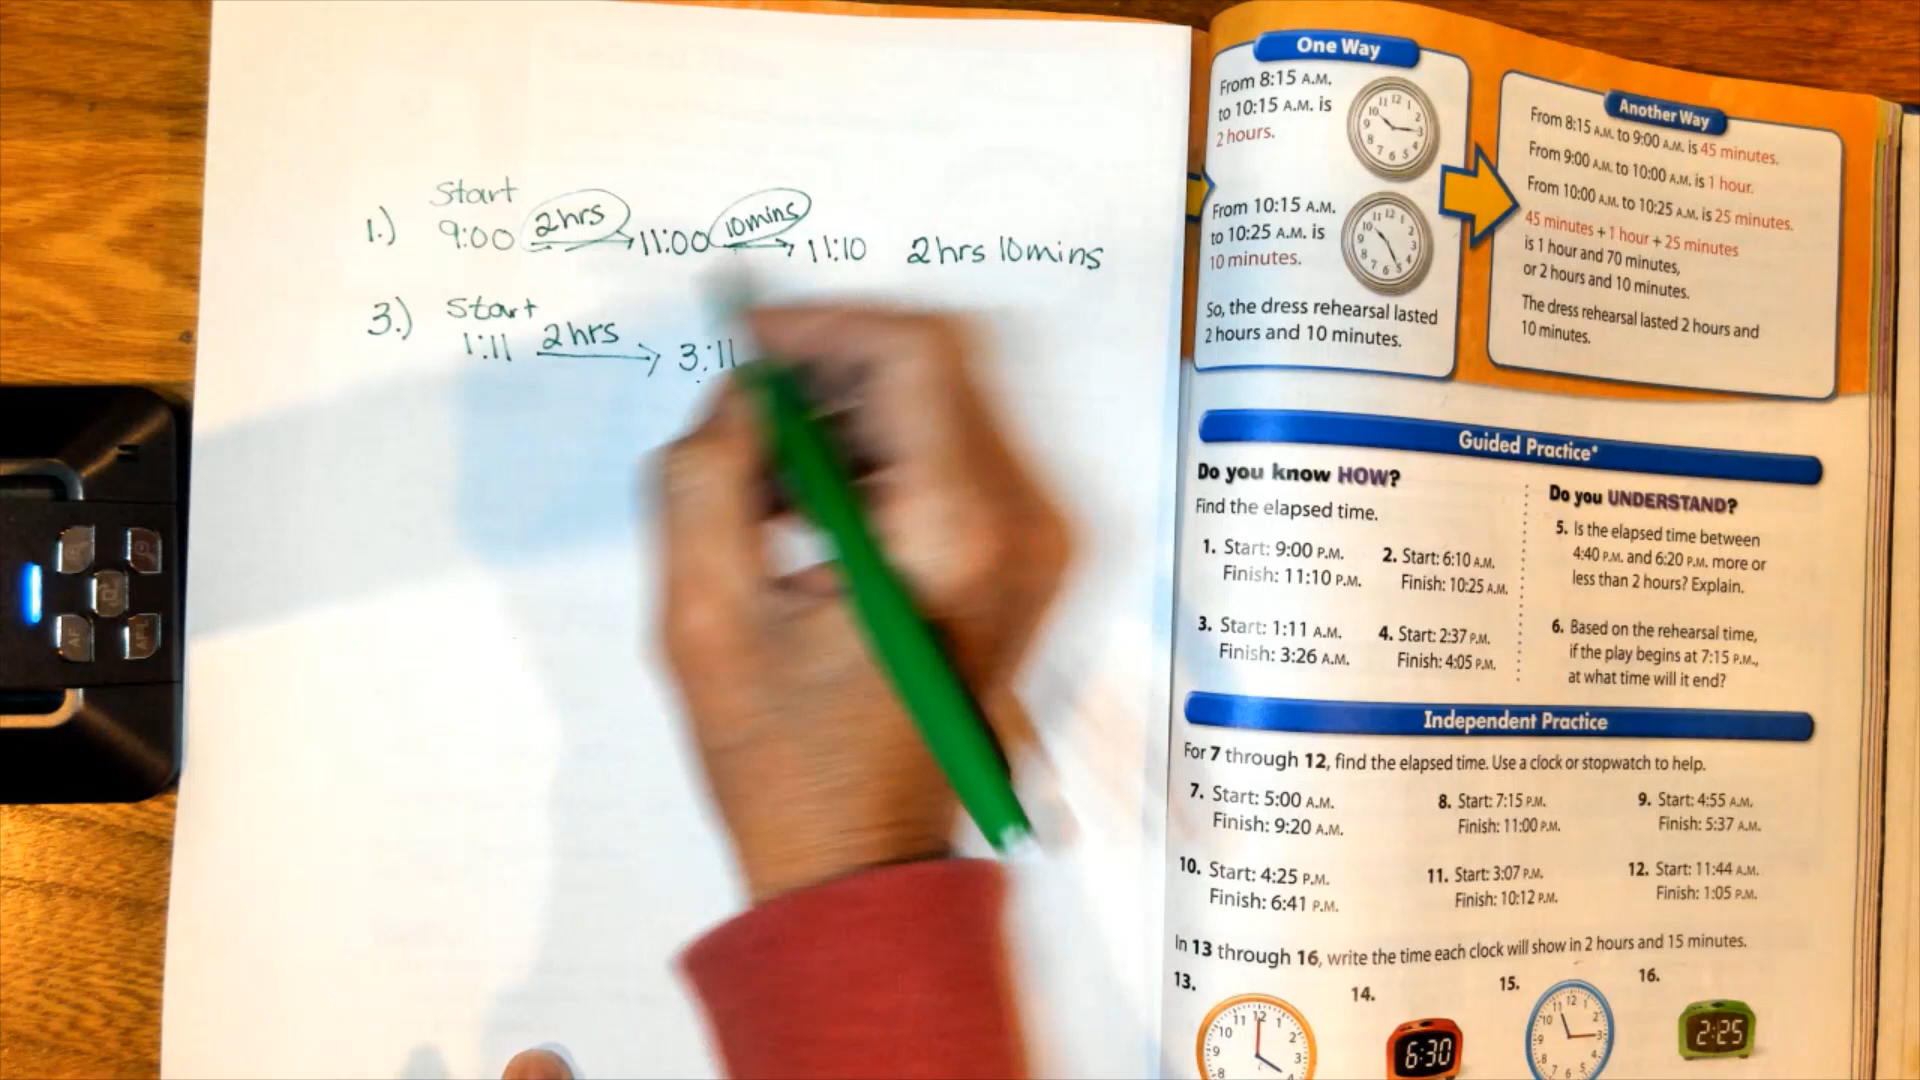 Start
1.) 9:00 2hrs 11:00 10mins 11:10 2hrs 10mins
3.) Start
1:11 2hrs 3:11
One Way
From 8:15 A.M.
to 10:15 A.M. is
2 hours.
From 10:15 A.M.
to 10:25 A.M. is
10 minutes.
So, the dress rehearsal lasted
2 hours and 10 minutes.
Another Way
From 8:15 A.M. to 9:00 A.M. is 45 minutes.
From 9:00 A.M. to 10:00 A.M. is 1 hour.
From 10:00 A.M. to 10:25 A.M. is 25 minutes.
45 minutes + 1 hour + 25 minutes
is 1 hour and 70 minutes,
or 2 hours and 10 minutes.
The dress rehearsal lasted 2 hours and
10 minutes.
Guided Practice*
Do you know HOW?
Find the elapsed time.
1. Start: 9:00 P.M.
Finish: 11:10 P.M.
2. Start: 6:10 A.M.
Finish: 10:25 A.M.
3. Start: 1:11 A.M.
Finish: 3:26 A.M.
4. Start: 2:37 P.M.
Finish: 4:05 P.M.
Do you UNDERSTAND?
5. Is the elapsed time between
4:40 P.M. and 6:20 P.M. more or
less than 2 hours? Explain.
6. Based on the rehearsal time,
if the play begins at 7:15 P.M.,
at what time will it end?
Independent Practice
For 7 through 12, find the elapsed time. Use a clock or stopwatch to help.
7. Start: 5:00 A.M.
Finish: 9:20 A.M.
8. Start: 7:15 P.M.
Finish: 11:00 P.M.
9. Start: 4:55 A.M.
Finish: 5:37 A.M.
10. Start: 4:25 P.M.
Finish: 6:41 P.M.
11. Start: 3:07 P.M.
Finish: 10:12 P.M.
12. Start: 11:44 A.M.
Finish: 1:05 P.M.
In 13 through 16, write the time each clock will show in 2 hours and 15 minutes.
13.
14.
6:30
15.
16.
2:25